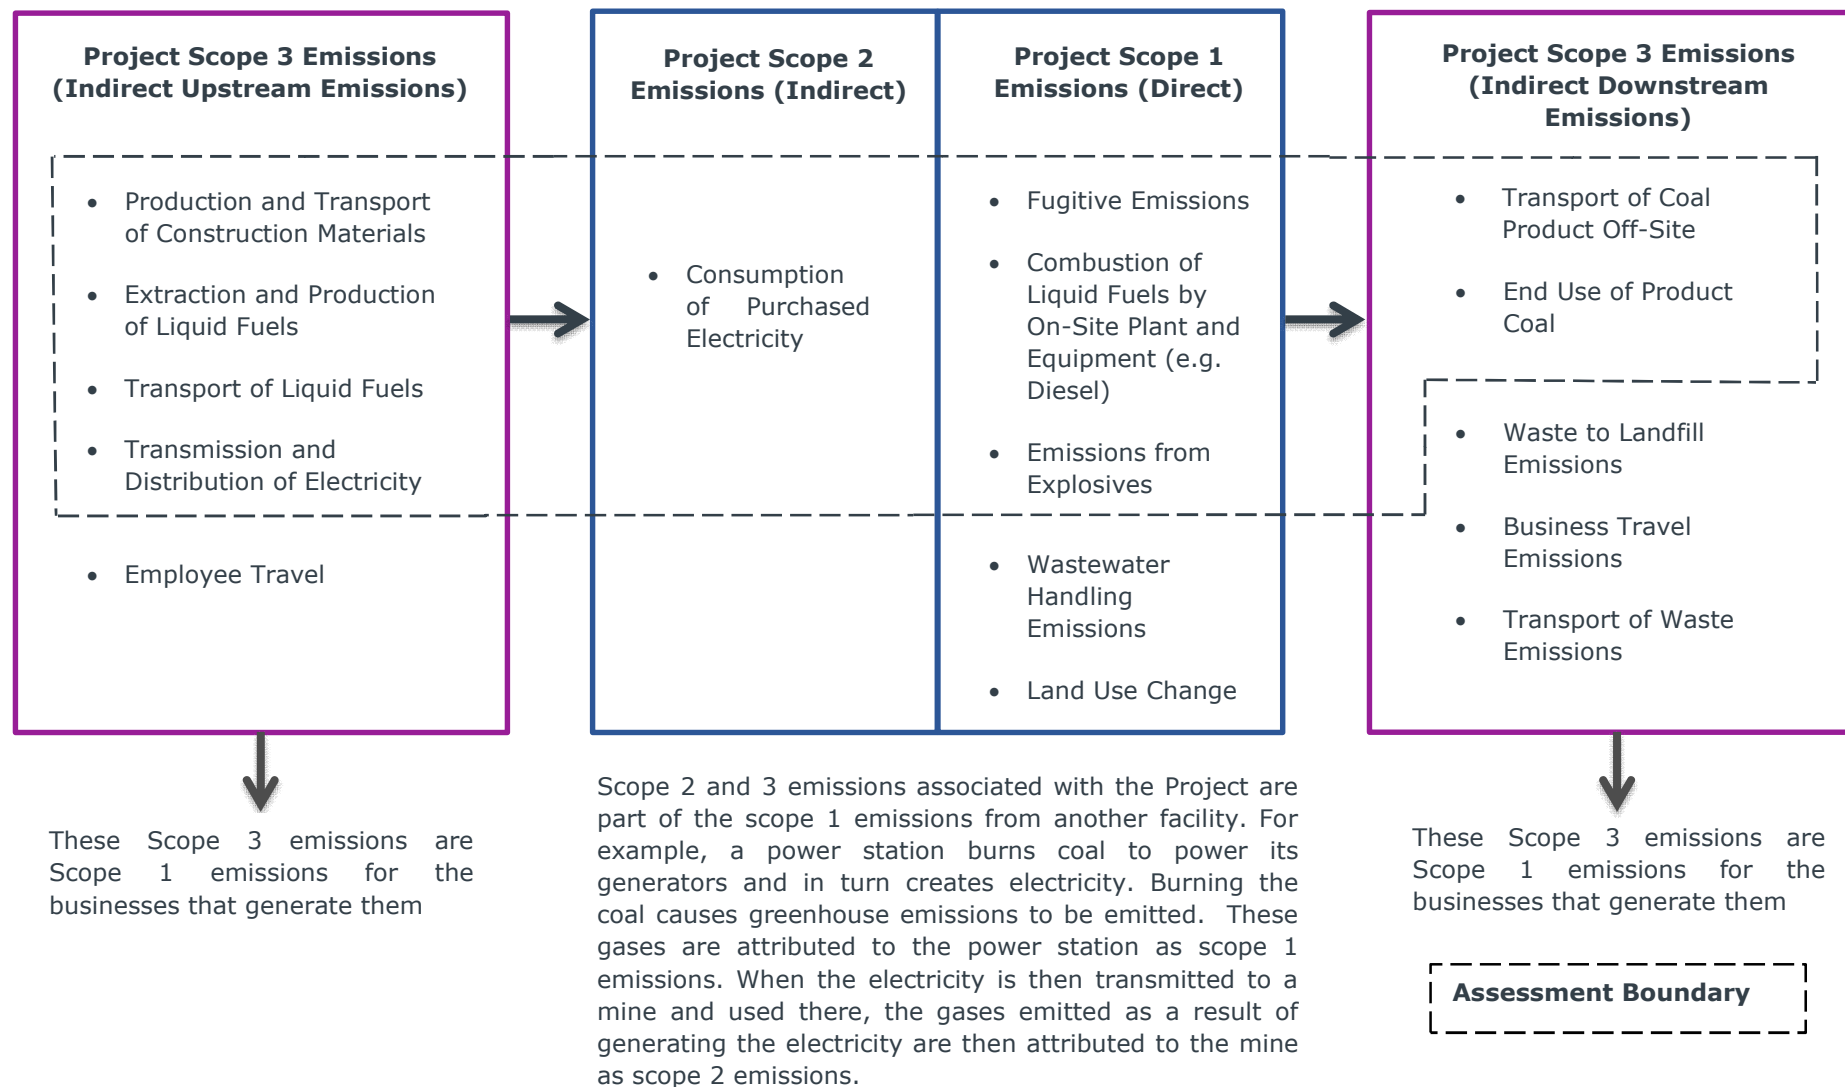 Project Scope 3 Emissions
(Indirect Upstream Emissions)
• Production and Transport
of Construction Materials
• Extraction and Production
of Liquid Fuels
• Transport of Liquid Fuels
• Transmission and
Distribution of Electricity
• Employee Travel
These Scope 3 emissions are
Scope 1 emissions for the
businesses that generate them
Project Scope 2
Emissions (Indirect)
• Consumption
of Purchased
Electricity
Project Scope 1
Emissions (Direct)
• Fugitive Emissions
• Combustion of
Liquid Fuels by
On-Site Plant and
Equipment (e.g.
Diesel)
• Emissions from
Explosives
• Wastewater
Handling
Emissions
• Land Use Change
Scope 2 and 3 emissions associated with the Project are
part of the scope 1 emissions from another facility. For
example, a power station burns coal to power its
generators and in turn creates electricity. Burning the
coal causes greenhouse emissions to be emitted. These
gases are attributed to the power station as scope 1
emissions. When the electricity is then transmitted to a
mine and used there, the gases emitted as a result of
generating the electricity are then attributed to the mine
as scope 2 emissions.
Project Scope 3 Emissions
(Indirect Downstream
Emissions)
• Transport of Coal
Product Off-Site
• End Use of Product
Coal
• Waste to Landfill
Emissions
• Business Travel
Emissions
• Transport of Waste
Emissions
These Scope 3 emissions are
Scope 1 emissions for the
businesses that generate them
Assessment Boundary